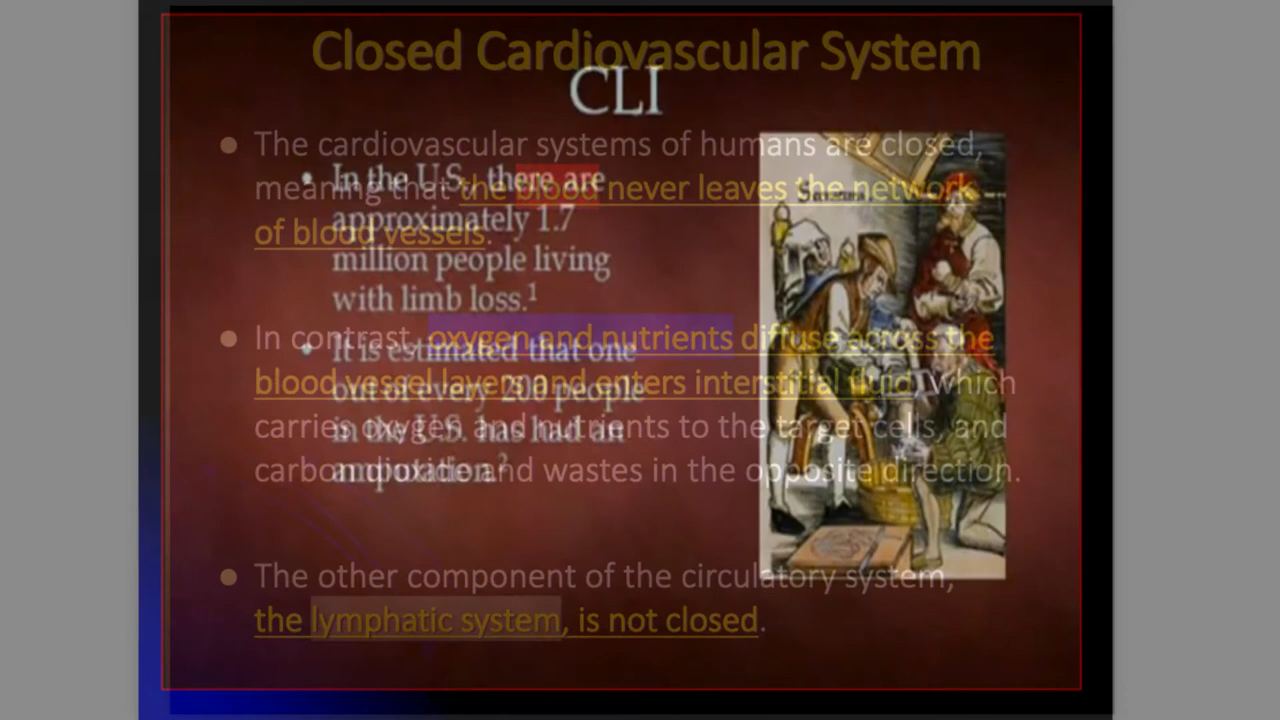 Closed Cardiovascular System
CLI
The cardiovascular systems of humans are closed,
meaning that the blood never leaves the network
of blood vessels.
In the U.S., there are
approximately 1.7
million people living
with limb loss.1
In contrast, oxygen and nutrients diffuse across the
blood vessel layers and enters interstitial fluid, which
carries oxygen and nutrients to the target cells, and
carbon dioxide and wastes in the opposite direction.
It is estimated that one
out of every 200 people
in the U.S. has had an
amputation.2
The other component of the circulatory system,
the lymphatic system, is not closed.